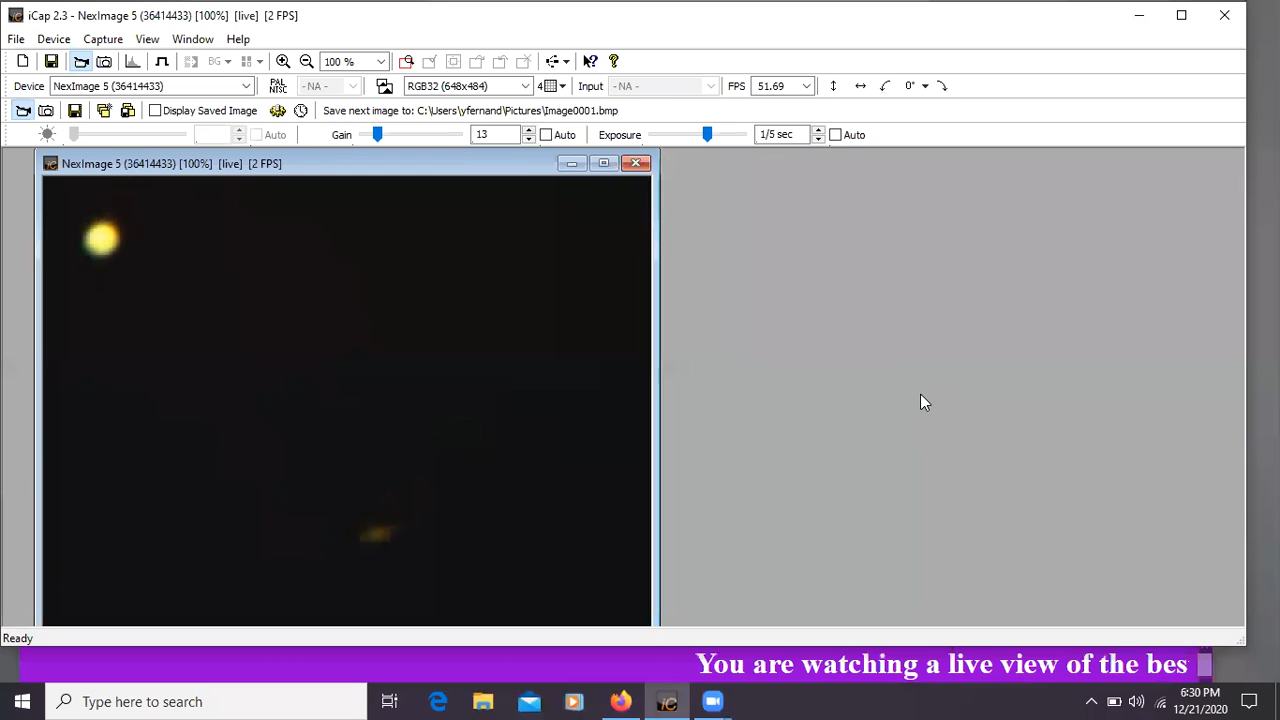 iCap 2.3 - NexImage 5 (36414433) [100%] [live] [2 FPS]
File Device Capture View Window Help
BG 100 %
Device NexImage 5 (36414433) PAL NTSC - NA - RGB32 (648x484) 4 Input - NA - FPS 51.69 0°
Display Saved Image Save next image to: C:\Users\yfernand\Pictures\Image0001.bmp
Gain 13 Auto Exposure 1/5 sec Auto
Auto
NexImage 5 (36414433) [100%] [live] [2 FPS]
Ready
You are watching a live view of the bes
Type here to search
6:30 PM
12/21/2020